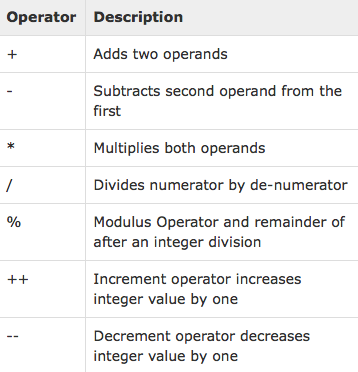 Operator Description
+ Adds two operands
- Subtracts second operand from the
first
* Multiplies both operands
/ Divides numerator by de-numerator
% Modulus Operator and remainder of
after an integer division
++ Increment operator increases
integer value by one
-- Decrement operator decreases
integer value by one